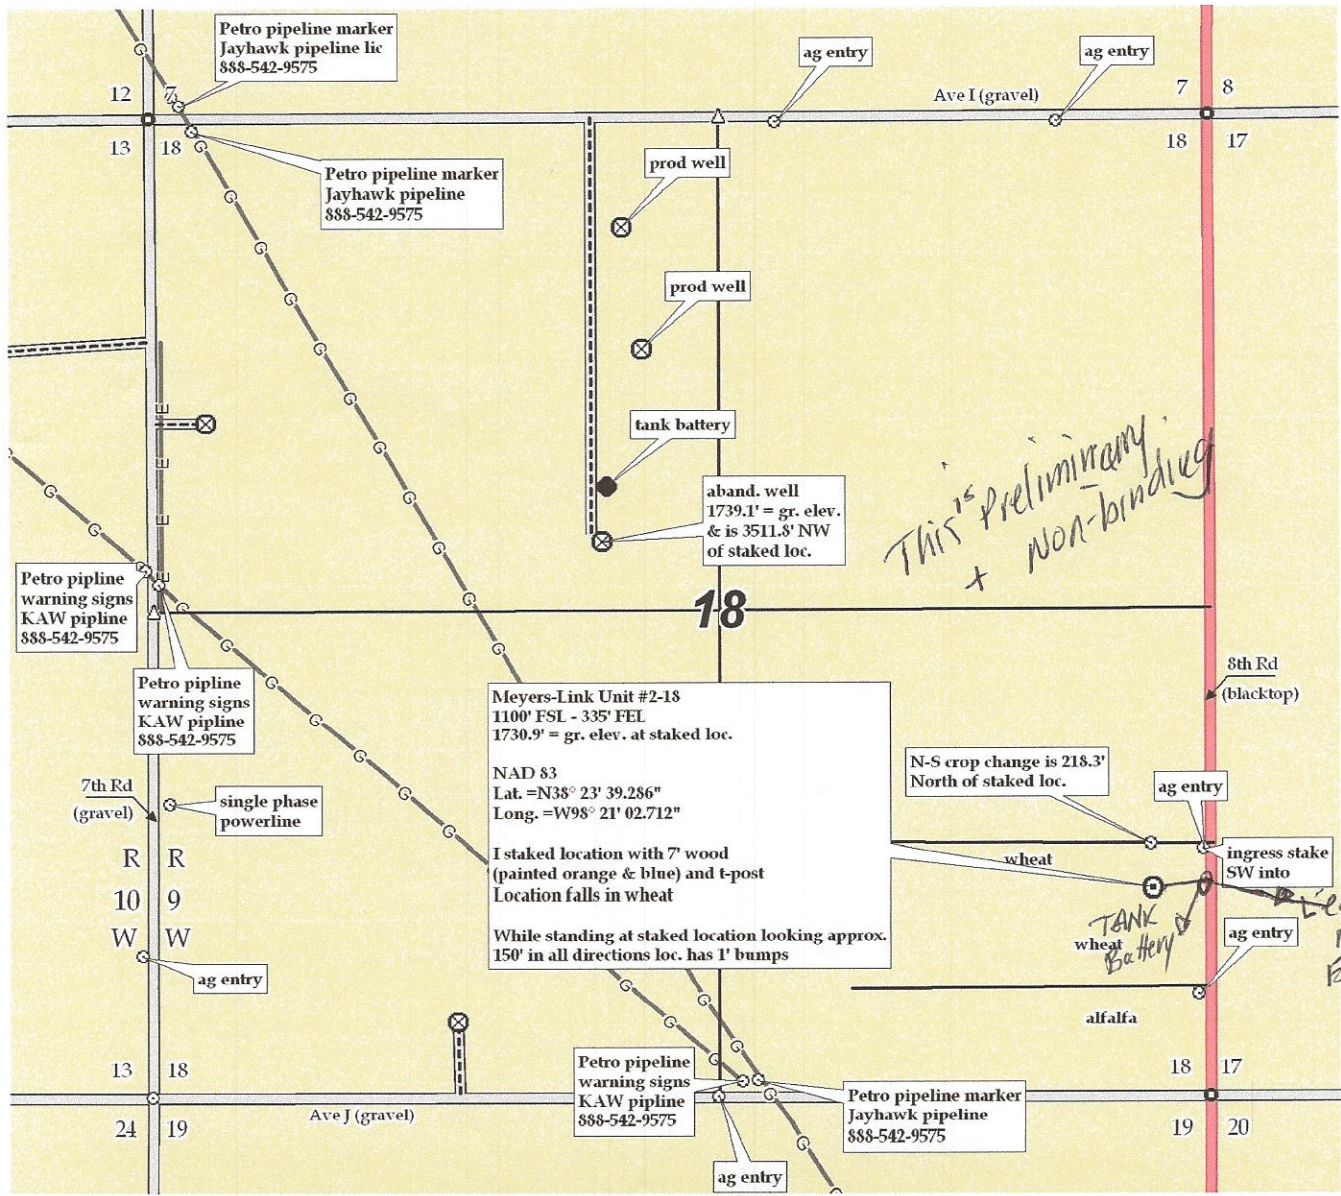 Petro pipeline marker
Jayhawk pipeline lic
888-542-9575
ag entry
ag entry
12
7
Ave I (gravel)
7
8
13
18
18
17
Petro pipeline marker
Jayhawk pipeline
888-542-9575
prod well
prod well
tank battery
aband. well
1739.1' = gr. elev.
& is 3511.8' NW
of staked loc.
This is Preliminary
+ Non-binding
E
E
E
E
Petro pipline
warning signs
KAW pipline
888-542-9575
18
Petro pipline
warning signs
KAW pipline
888-542-9575
8th Rd
(blacktop)
Meyers-Link Unit #2-18
1100' FSL - 335' FEL
1730.9' = gr. elev. at staked loc.
NAD 83
Lat. =N38° 23' 39.286"
Long. =W98° 21' 02.712"
I staked location with 7' wood
(painted orange & blue) and t-post
Location falls in wheat
While standing at staked location looking approx.
150' in all directions loc. has 1' bumps
N-S crop change is 218.3'
North of staked loc.
ag entry
7th Rd
(gravel)
single phase
powerline
R R
10 9
W W
wheat
ingress stake
SW into
TANK
Battery
wheat
ag entry
ag entry
alfalfa
13
18
18
17
Petro pipeline
warning signs
KAW pipline
888-542-9575
Petro pipeline marker
Jayhawk pipeline
888-542-9575
Ave J (gravel)
24
19
19
20
ag entry